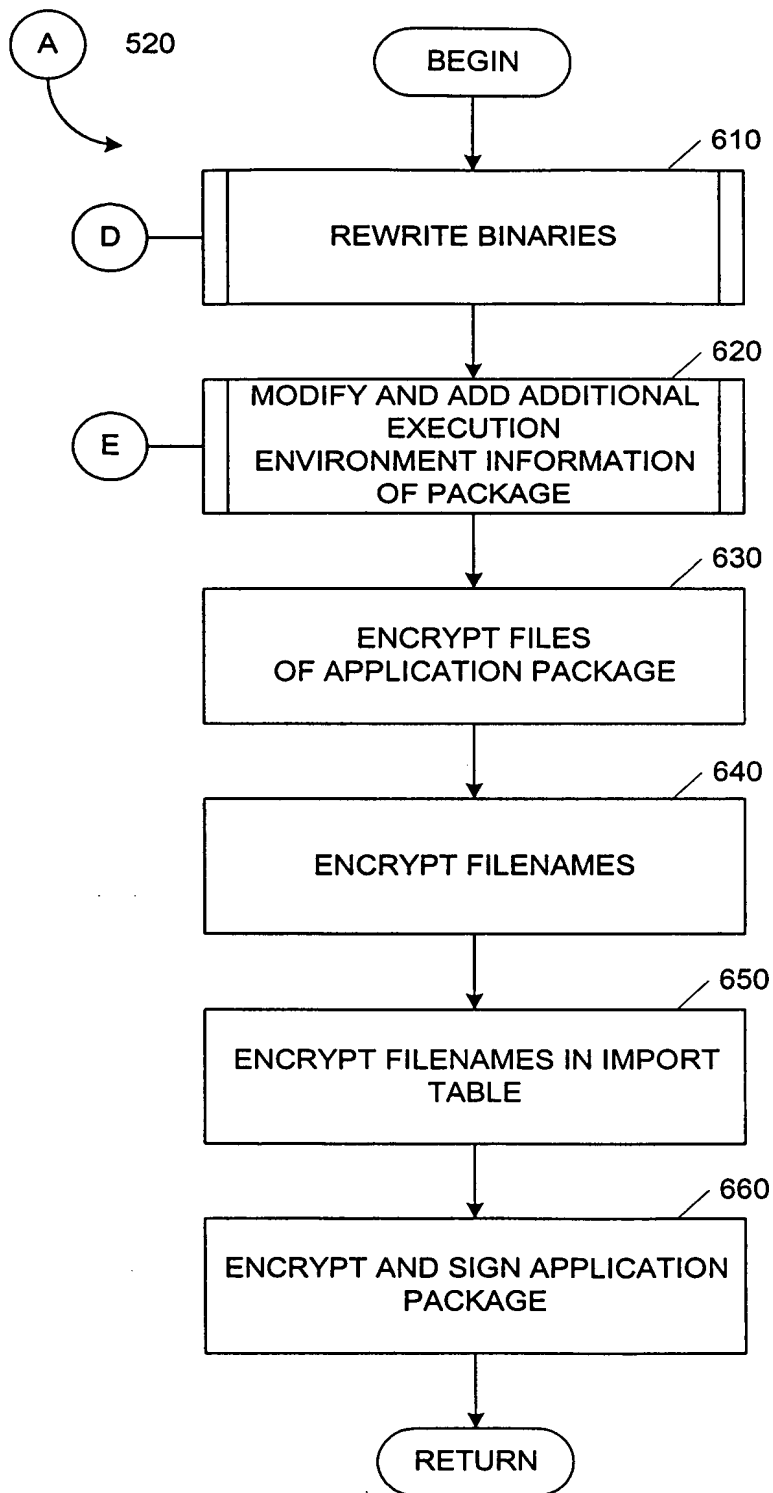 A
520
BEGIN
610
D
REWRITE BINARIES
620
E
MODIFY AND ADD ADDITIONAL
EXECUTION
ENVIRONMENT INFORMATION
OF PACKAGE
630
ENCRYPT FILES
OF APPLICATION PACKAGE
640
ENCRYPT FILENAMES
650
ENCRYPT FILENAMES IN IMPORT
TABLE
660
ENCRYPT AND SIGN APPLICATION
PACKAGE
RETURN